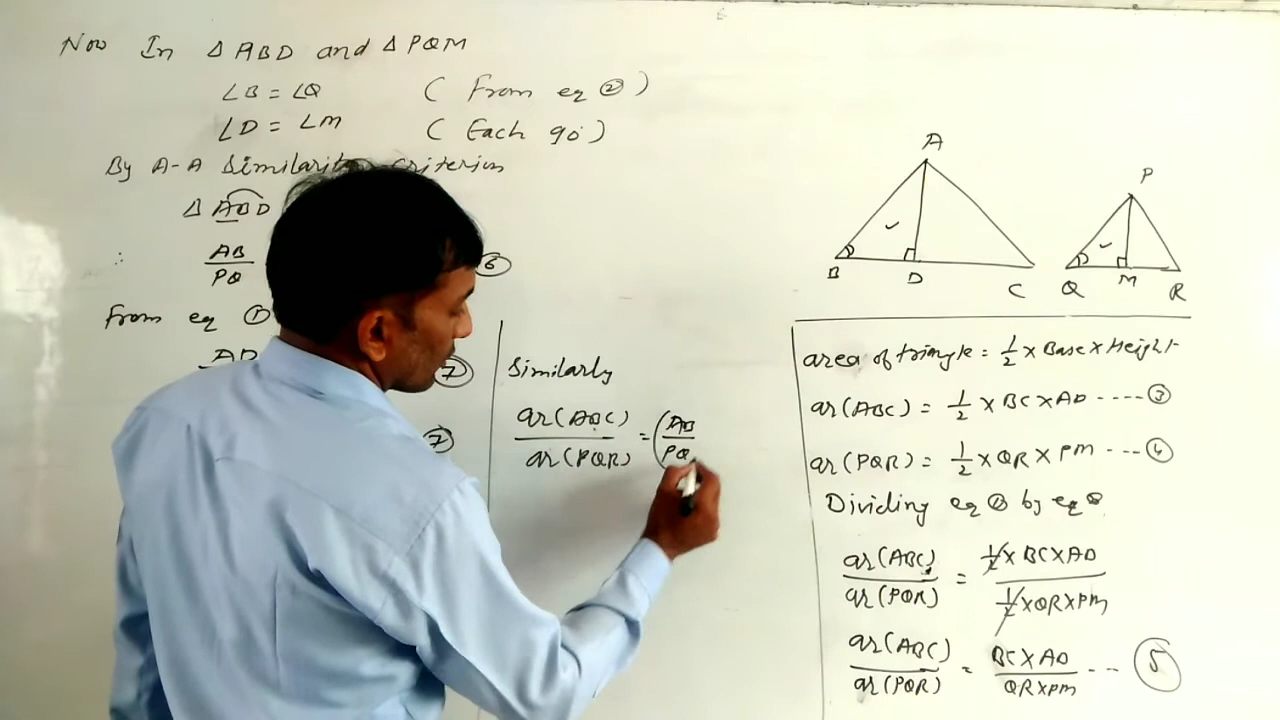 Now In Δ ABD and Δ PQM
∠B = ∠Q ( From eq ② )
∠D = ∠M ( Each 90° )
By A-A Similarity criterion
Δ ABD
∴ AB
PQ
⑥
From eq ①
AD
⑦
⑦
Similarly
ar(ABC)
ar(PQR)
= ( AB
PQ
A
B
D
C
P
Q
M
R
area of triangle = 1/2 × Base × Height
ar(ABC) = 1/2 × BC × AD ---- ③
ar(PQR) = 1/2 × QR × PM --- ④
Dividing eq by eq
ar(ABC) = 1/2 × BC × AD
ar(PQR) 1/2 × QR × PM
ar(ABC) = BC × AD -- ⑤
ar(PQR) QR × PM